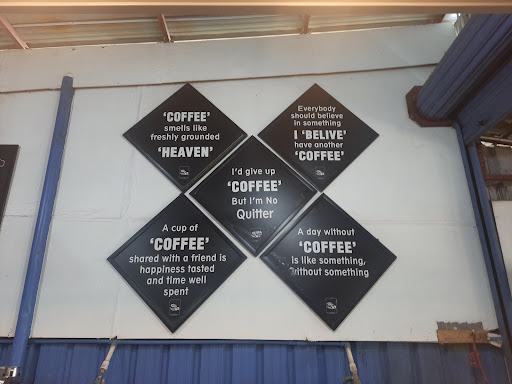 'COFFEE'
smells like
freshly grounded
'HEAVEN'
Everybody
should believe
in something
I 'BELIVE'
have another
'COFFEE'
I'd give up
'COFFEE'
But I'm No
Quitter
A cup of
'COFFEE'
shared with a friend is
happiness tasted
and time well
spent
A day without
'COFFEE'
is like something,
without something